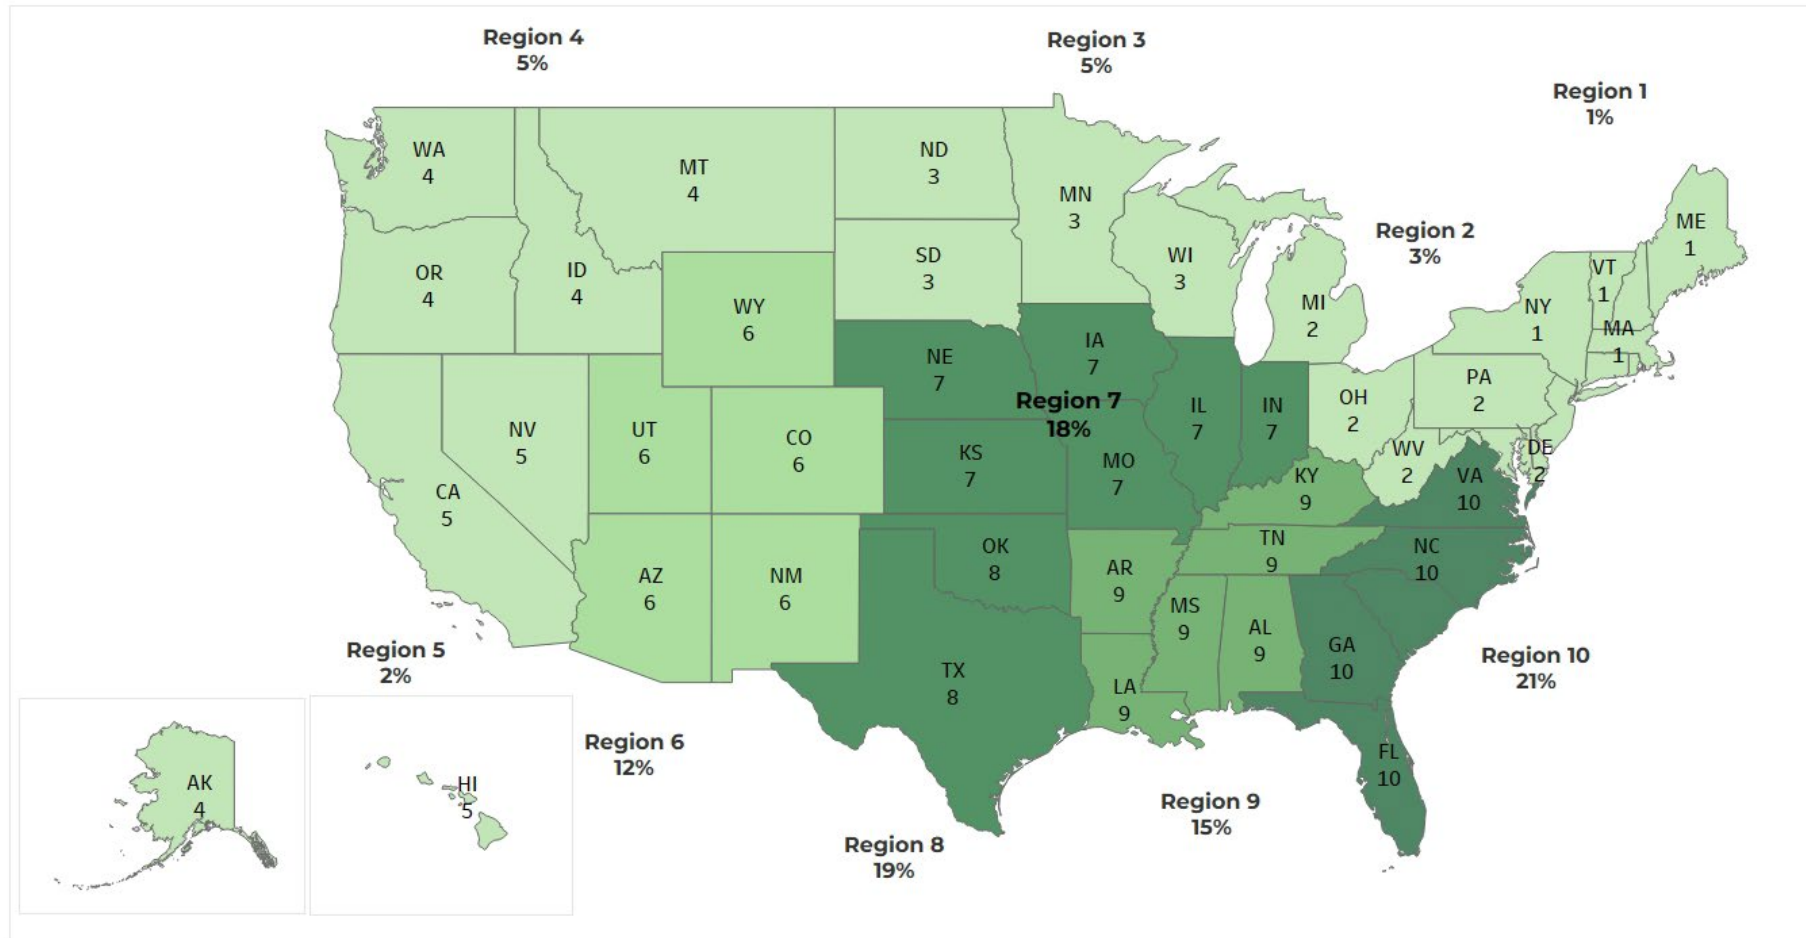 Region 4
5%
Region 3
5%
Region 1
1%
WA
4
MT
4
ND
3
MN
3
ME
1
Region 2
3%
OR
4
ID
4
SD
3
WI
3
VT
1
WY
6
MI
2
NY
1
MA
1
NE
7
IA
7
Region 7
18%
PA
2
NV
5
UT
6
CO
6
IL
7
IN
7
OH
2
KS
7
MO
7
WV
2
DE
2
CA
5
KY
9
VA
10
OK
8
TN
9
NC
10
AZ
6
NM
6
AR
9
MS
9
AL
9
GA
10
Region 5
2%
Region 10
21%
TX
8
LA
9
Region 6
12%
FL
10
AK
4
HI
5
Region 9
15%
Region 8
19%